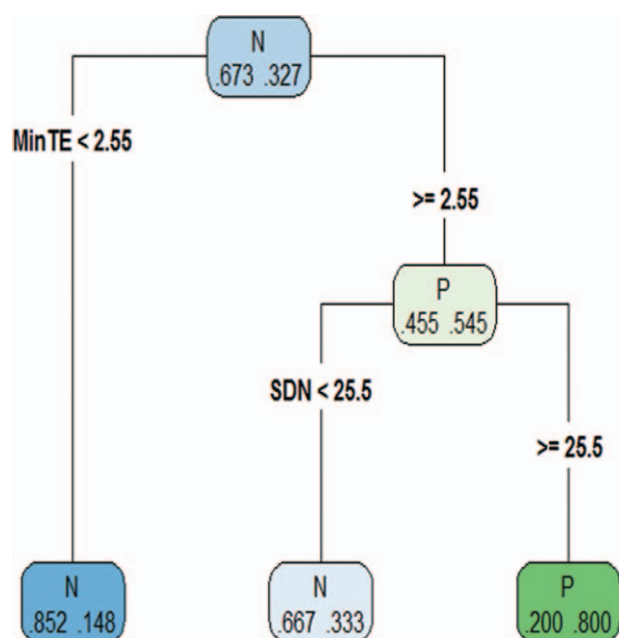 N
.673 .327
MinTE < 2.55
>= 2.55
P
.455 .545
SDN < 25.5
>= 25.5
N
.852 .148
N
.667 .333
P
.200 .800